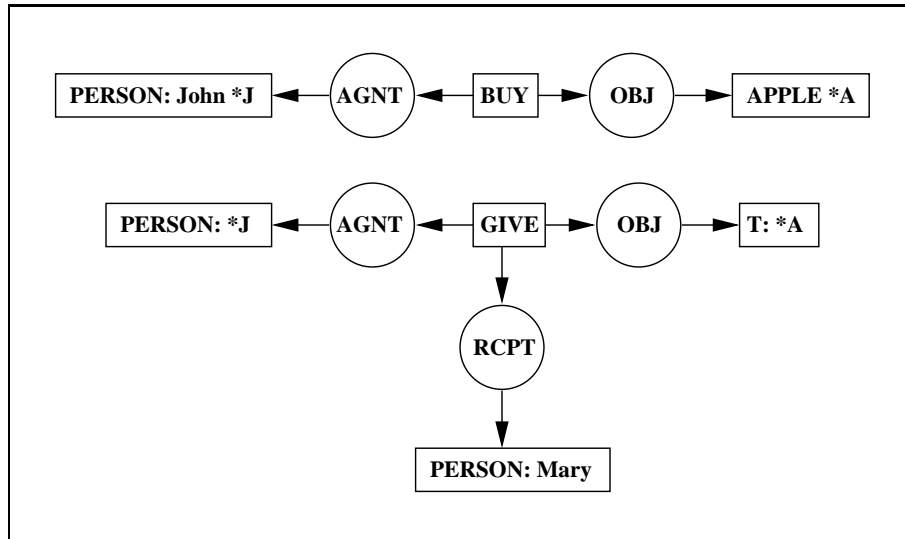 PERSON: John *J AGNT BUY OBJ APPLE *A
PERSON: *J AGNT GIVE OBJ T: *A
RCPT
PERSON: Mary